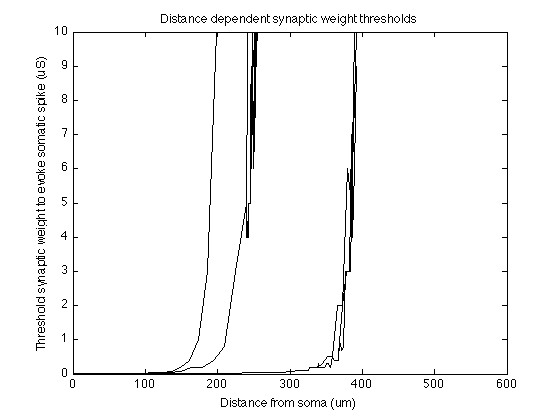 Distance dependent synaptic weight thresholds
Threshold synaptic weight to evoke somatic spike (uS)
10
9
8
7
6
5
4
3
2
1
0
0 100 200 300 400 500 600
Distance from soma (um)